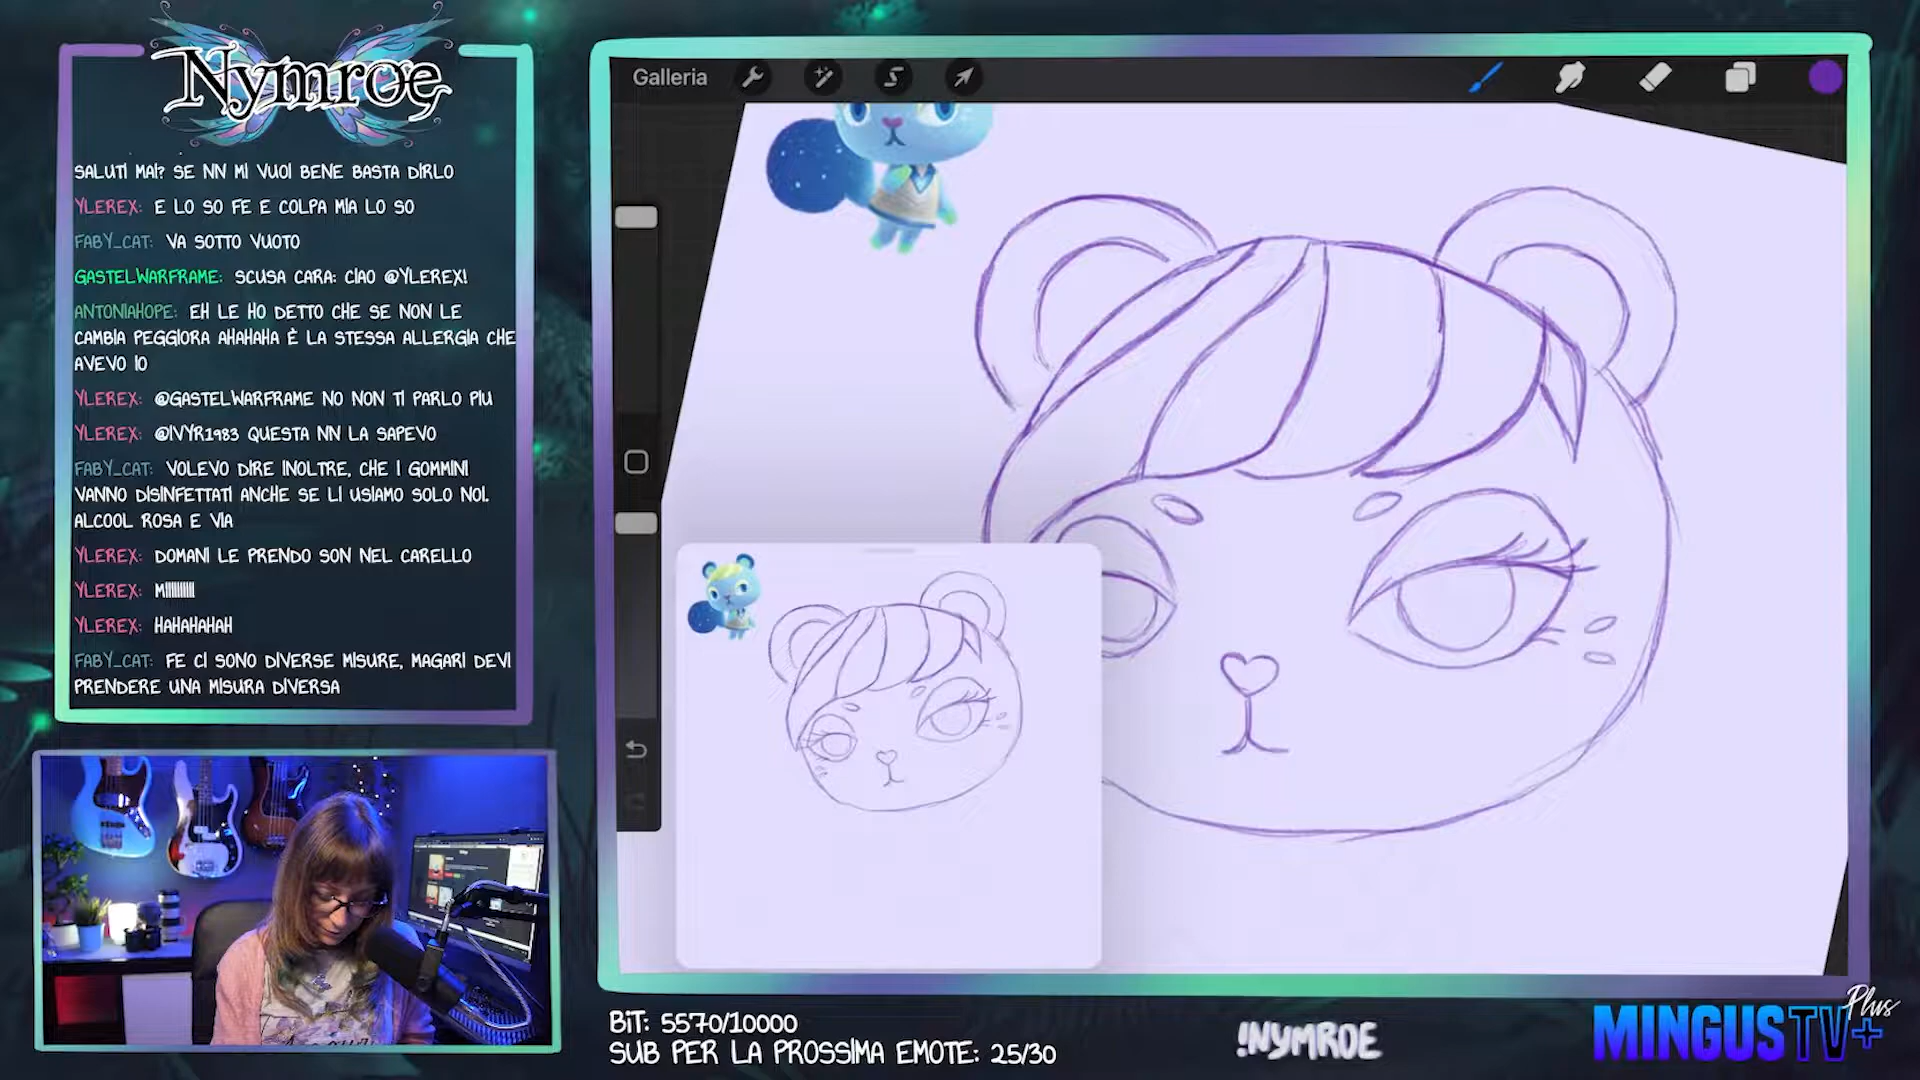 Nymroe
SALUTI MAI? SE NN MI VUOI BENE BASTA DIRLO
YLEREX: E LO SO FE E COLPA MIA LO SO
FABY_CAT: VA SOTTO VUOTO
GASTELWARFRAME: SCUSA CARA: CIAO @YLEREX!
ANTONIAHOPE: EH LE HO DETTO CHE SE NON LE
CAMBIA PEGGIORA AHAHAHA È LA STESSA ALLERGIA CHE
AVEVO IO
YLEREX: @GASTELWARFRAME NO NON TI PARLO PIU
YLEREX: @IVYR1983 QUESTA NN LA SAPEVO
FABY_CAT: VOLEVO DIRE INOLTRE, CHE I GOMMINI
VANNO DISINFETTATI ANCHE SE LI USIAMO SOLO NOI.
ALCOOL ROSA E VIA
YLEREX: DOMANI LE PRENDO SON NEL CARELLO
YLEREX: MIIIIIIIIII
YLEREX: HAHAHAHAH
FABY_CAT: FE CI SONO DIVERSE MISURE, MAGARI DEVI
PRENDERE UNA MISURA DIVERSA
Galleria
BIT: 5570/10000
SUB PER LA PROSSIMA EMOTE: 25/30
!NYMROE
MINGUSTV+ Plus